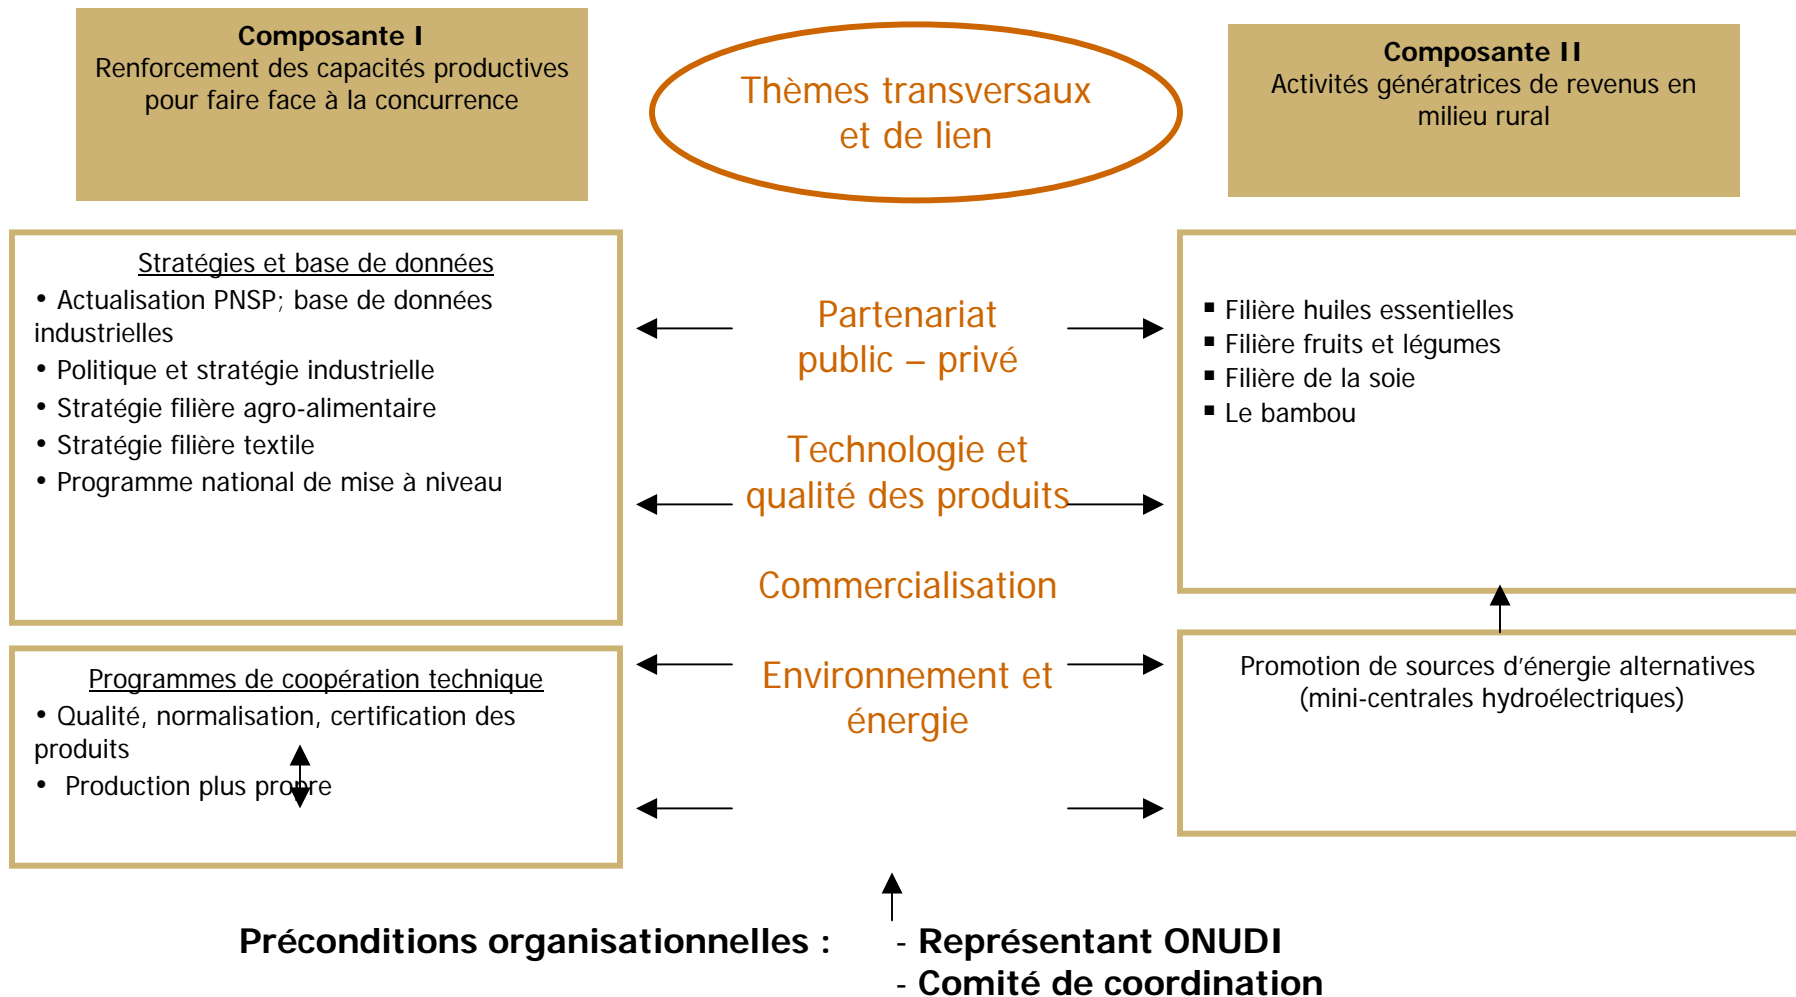 Composante I
Renforcement des capacités productives
pour faire face à la concurrence
Thèmes transversaux
et de lien
Composante II
Activités génératrices de revenus en
milieu rural
Stratégies et base de données
• Actualisation PNSP; base de données
industrielles
• Politique et stratégie industrielle
• Stratégie filière agro-alimentaire
• Stratégie filière textile
• Programme national de mise à niveau
Programmes de coopération technique
• Qualité, normalisation, certification des
produits
• Production plus propre
Partenariat
public – privé
Technologie et
qualité des produits
Commercialisation
Environnement et
énergie
▪ Filière huiles essentielles
▪ Filière fruits et légumes
▪ Filière de la soie
▪ Le bambou
Promotion de sources d'énergie alternatives
(mini-centrales hydroélectriques)
Préconditions organisationnelles : - Représentant ONUDI
- Comité de coordination